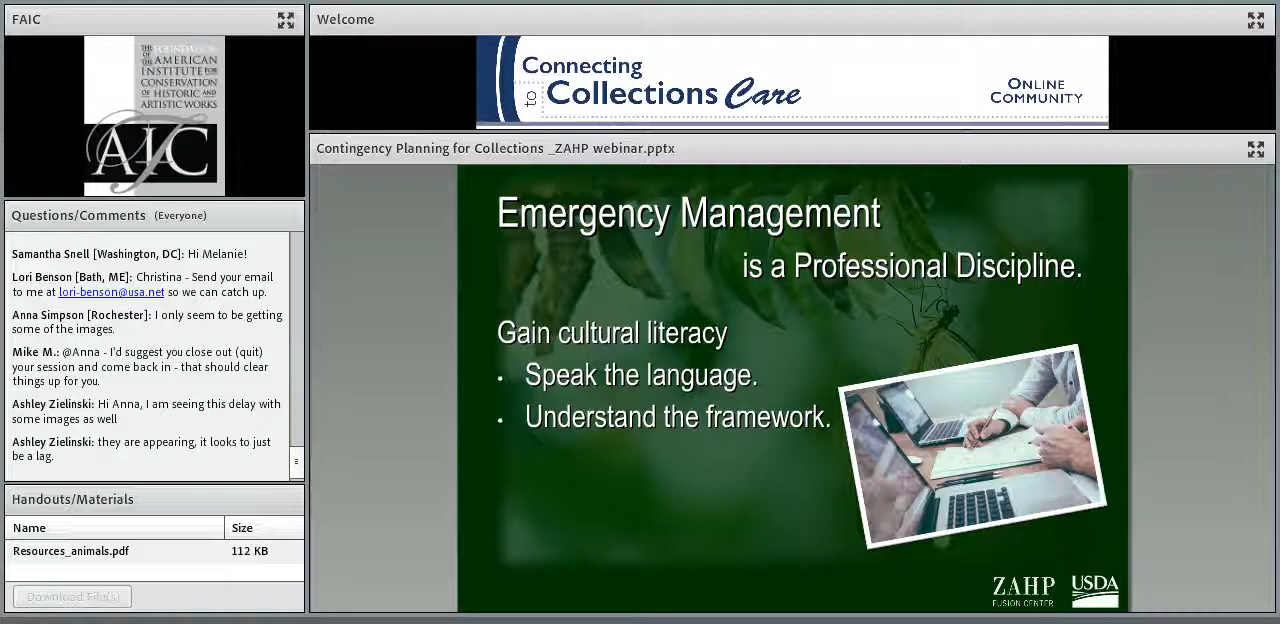 FAIC
THE FOUNDATION
OF THE AMERICAN
INSTITUTE FOR
CONSERVATION
OF HISTORIC AND
ARTISTIC WORKS
AIC
Questions/Comments (Everyone)
Samantha Snell [Washington, DC]: Hi Melanie!
Lori Benson [Bath, ME]: Christina - Send your email
to me at lori-benson@usa.net so we can catch up.
Anna Simpson [Rochester]: I only seem to be getting
some of the images.
Mike M.: @Anna - I'd suggest you close out (quit)
your session and come back in - that should clear
things up for you.
Ashley Zielinski: Hi Anna, I am seeing this delay with
some images as well
Ashley Zielinski: they are appearing, it looks to just
be a lag.
Handouts/Materials
Name Size
Resources_animals.pdf 112 KB
Download File(s)
Welcome
Connecting
to Collections Care
ONLINE
COMMUNITY
Contingency Planning for Collections _ZAHP webinar.pptx
Emergency Management
is a Professional Discipline.
Gain cultural literacy
• Speak the language.
• Understand the framework.
ZAHP
FUSION CENTER
USDA